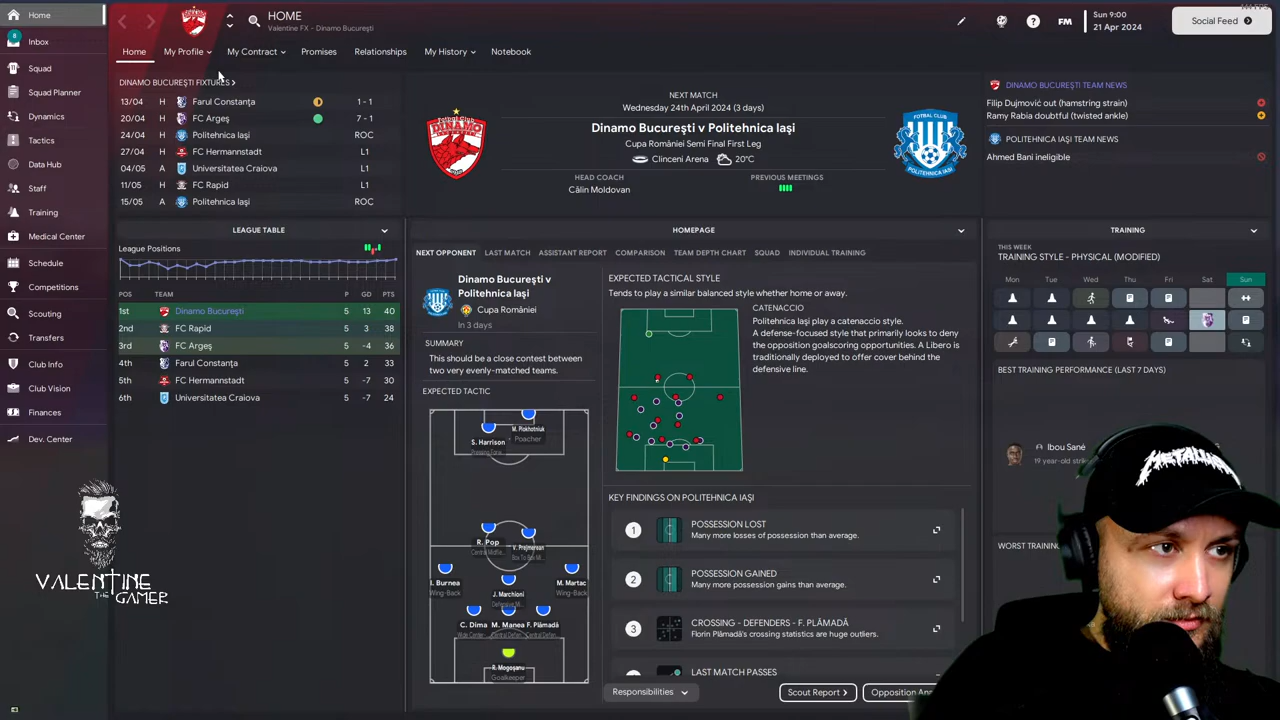 Home
8
Inbox
Squad
Squad Planner
Dynamics
Tactics
Data Hub
Staff
Training
Medical Center
Schedule
Competitions
Scouting
Transfers
Club Info
Club Vision
Finances
Dev. Center
VALENTINE
THE
GAMER
HOME
Valentine FX - Dinamo București
FM
Sun 9:00
21 Apr 2024
Social Feed
Home
My Profile
My Contract
Promises
Relationships
My History
Notebook
DINAMO BUCUREȘTI FIXTURES
13/04 H Farul Constanța 1 - 1
20/04 H FC Argeș 7 - 1
24/04 H Politehnica Iași ROC
27/04 H FC Hermannstadt L1
04/05 A Universitatea Craiova L1
11/05 H FC Rapid L1
15/05 A Politehnica Iași ROC
NEXT MATCH
Wednesday 24th April 2024 (3 days)
Dinamo București v Politehnica Iași
Cupa României Semi Final First Leg
Clinceni Arena 20°C
HEAD COACH
Călin Moldovan
PREVIOUS MEETINGS
DINAMO
POLITEHNICA
DINAMO BUCUREȘTI TEAM NEWS
Filip Dujmović out (hamstring strain)
Ramy Rabia doubtful (twisted ankle)
POLITEHNICA IAȘI TEAM NEWS
Ahmed Bani ineligible
LEAGUE TABLE
League Positions
POS TEAM P GD PTS
1st Dinamo București 5 13 40
2nd FC Rapid 5 3 38
3rd FC Argeș 5 -4 36
4th Farul Constanța 5 2 33
5th FC Hermannstadt 5 -7 30
6th Universitatea Craiova 5 -7 24
HOMEPAGE
NEXT OPPONENT
LAST MATCH
ASSISTANT REPORT
COMPARISON
TEAM DEPTH CHART
SQUAD
INDIVIDUAL TRAINING
Dinamo București v
Politehnica Iași
Cupa României
In 3 days
SUMMARY
This should be a close contest between
two very evenly-matched teams.
EXPECTED TACTIC
W. Plokhotniuk
Poacher
S. Harrison
R. Pop
V. Prejmerean
I. Burnea
Wing-Back
J. Marchioni
M. Martac
Wing-Back
C. Dima
M. Manea
F. Plămadă
R. Mogoșanu
Goalkeeper
EXPECTED TACTICAL STYLE
Tends to play a similar balanced style whether home or away.
CATENACCIO
Politehnica Iași play a catenaccio style.
A defense-focused style that primarily looks to deny
the opposition goalscoring opportunities. A Libero is
traditionally deployed to offer cover behind the
defensive line.
KEY FINDINGS ON POLITEHNICA IAȘI
1
POSSESSION LOST
Many more losses of possession than average.
2
POSSESSION GAINED
Many more possession gains than average.
3
CROSSING - DEFENDERS - F. PLĂMADĂ
Florin Plămadă's crossing statistics are huge outliers.
LAST MATCH PASSES
Responsibilities
Scout Report
Opposition
TRAINING
THIS WEEK
TRAINING STYLE - PHYSICAL (MODIFIED)
Mon Tue Wed Thu Fri Sat Sun
BEST TRAINING PERFORMANCE (LAST 7 DAYS)
Ibou Sané
19 year-old
WORST
METALLICA